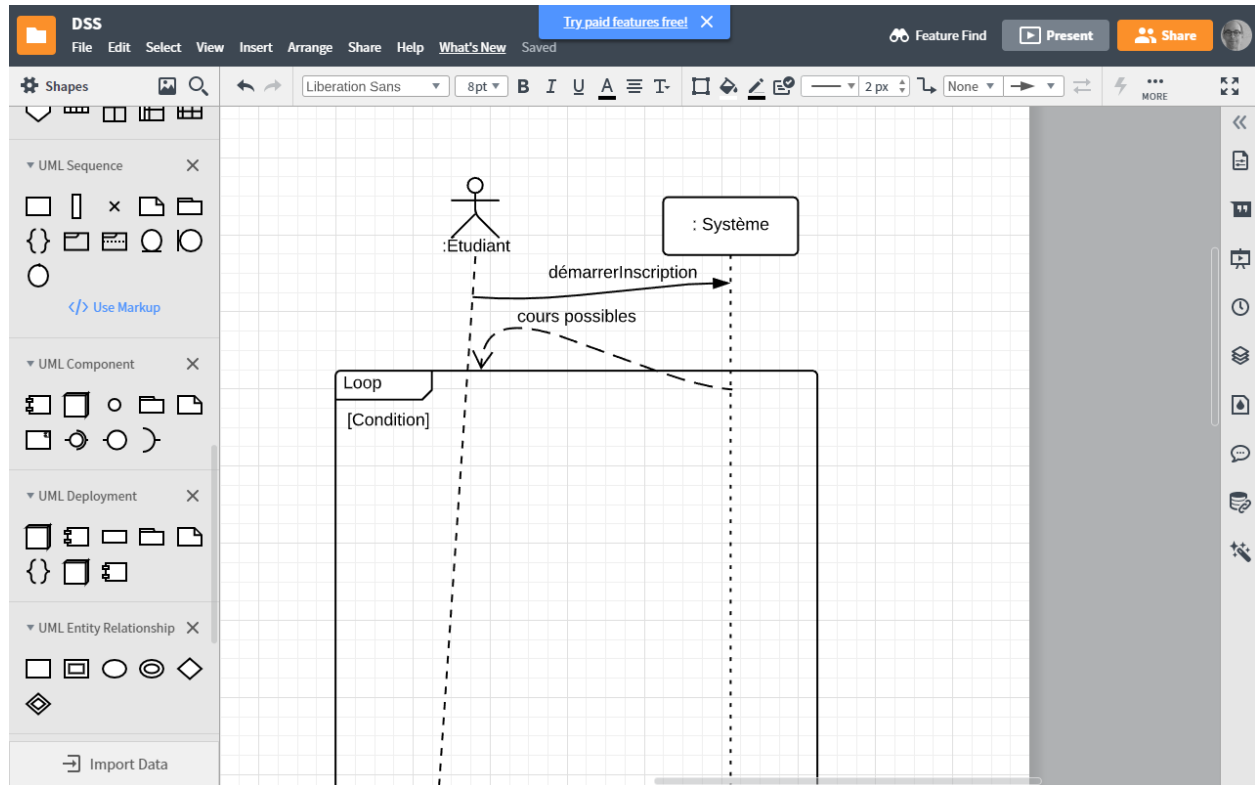 DSS
Try paid features free!
File Edit Select View Insert Arrange Share Help What's New Saved
Feature Find
Present
Share
Shapes
Liberation Sans
8pt
B I U A T
2 px
None
MORE
UML Sequence
</> Use Markup
UML Component
UML Deployment
UML Entity Relationship
Import Data
:Étudiant
: Système
démarrerInscription
cours possibles
Loop
[Condition]